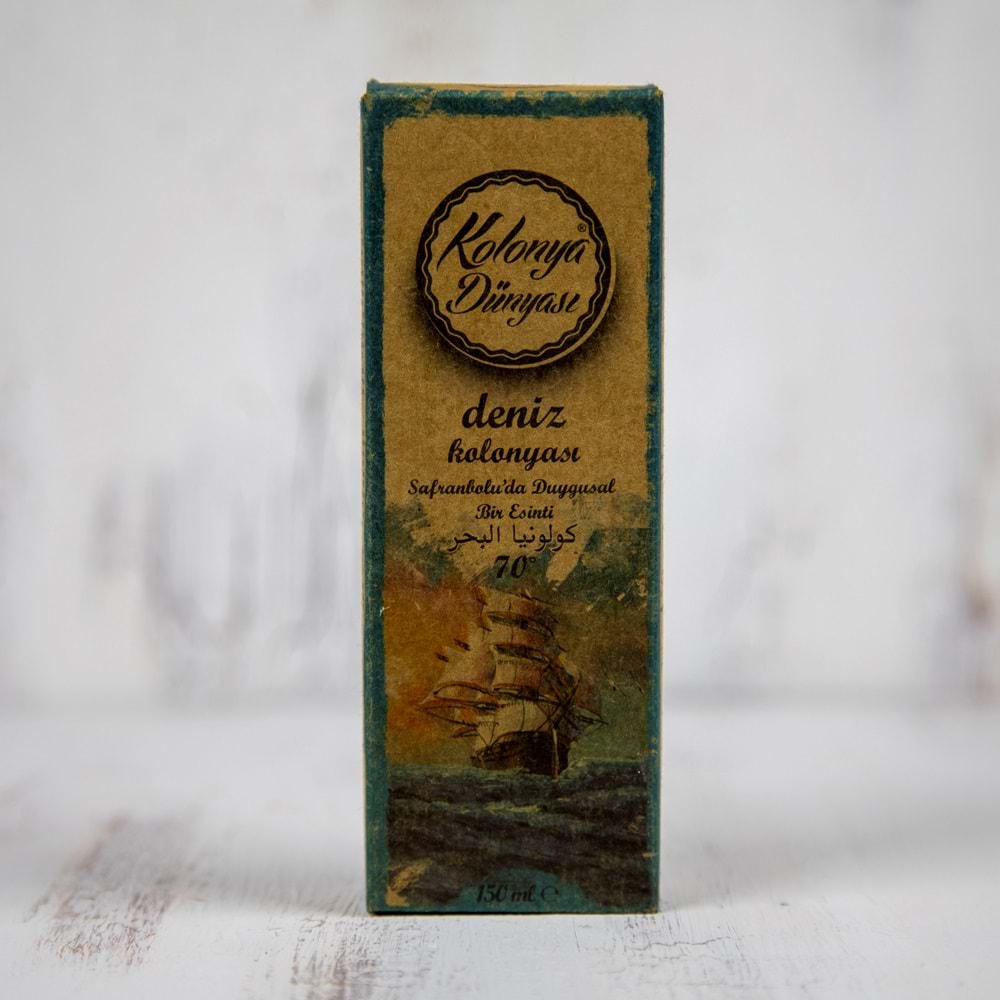 Kolonya®
Dünyası
deniz
kolonyası
Safranbolu'da Duygusal
Bir Esinti
كولونيا البحر
70°
150 ml ℮